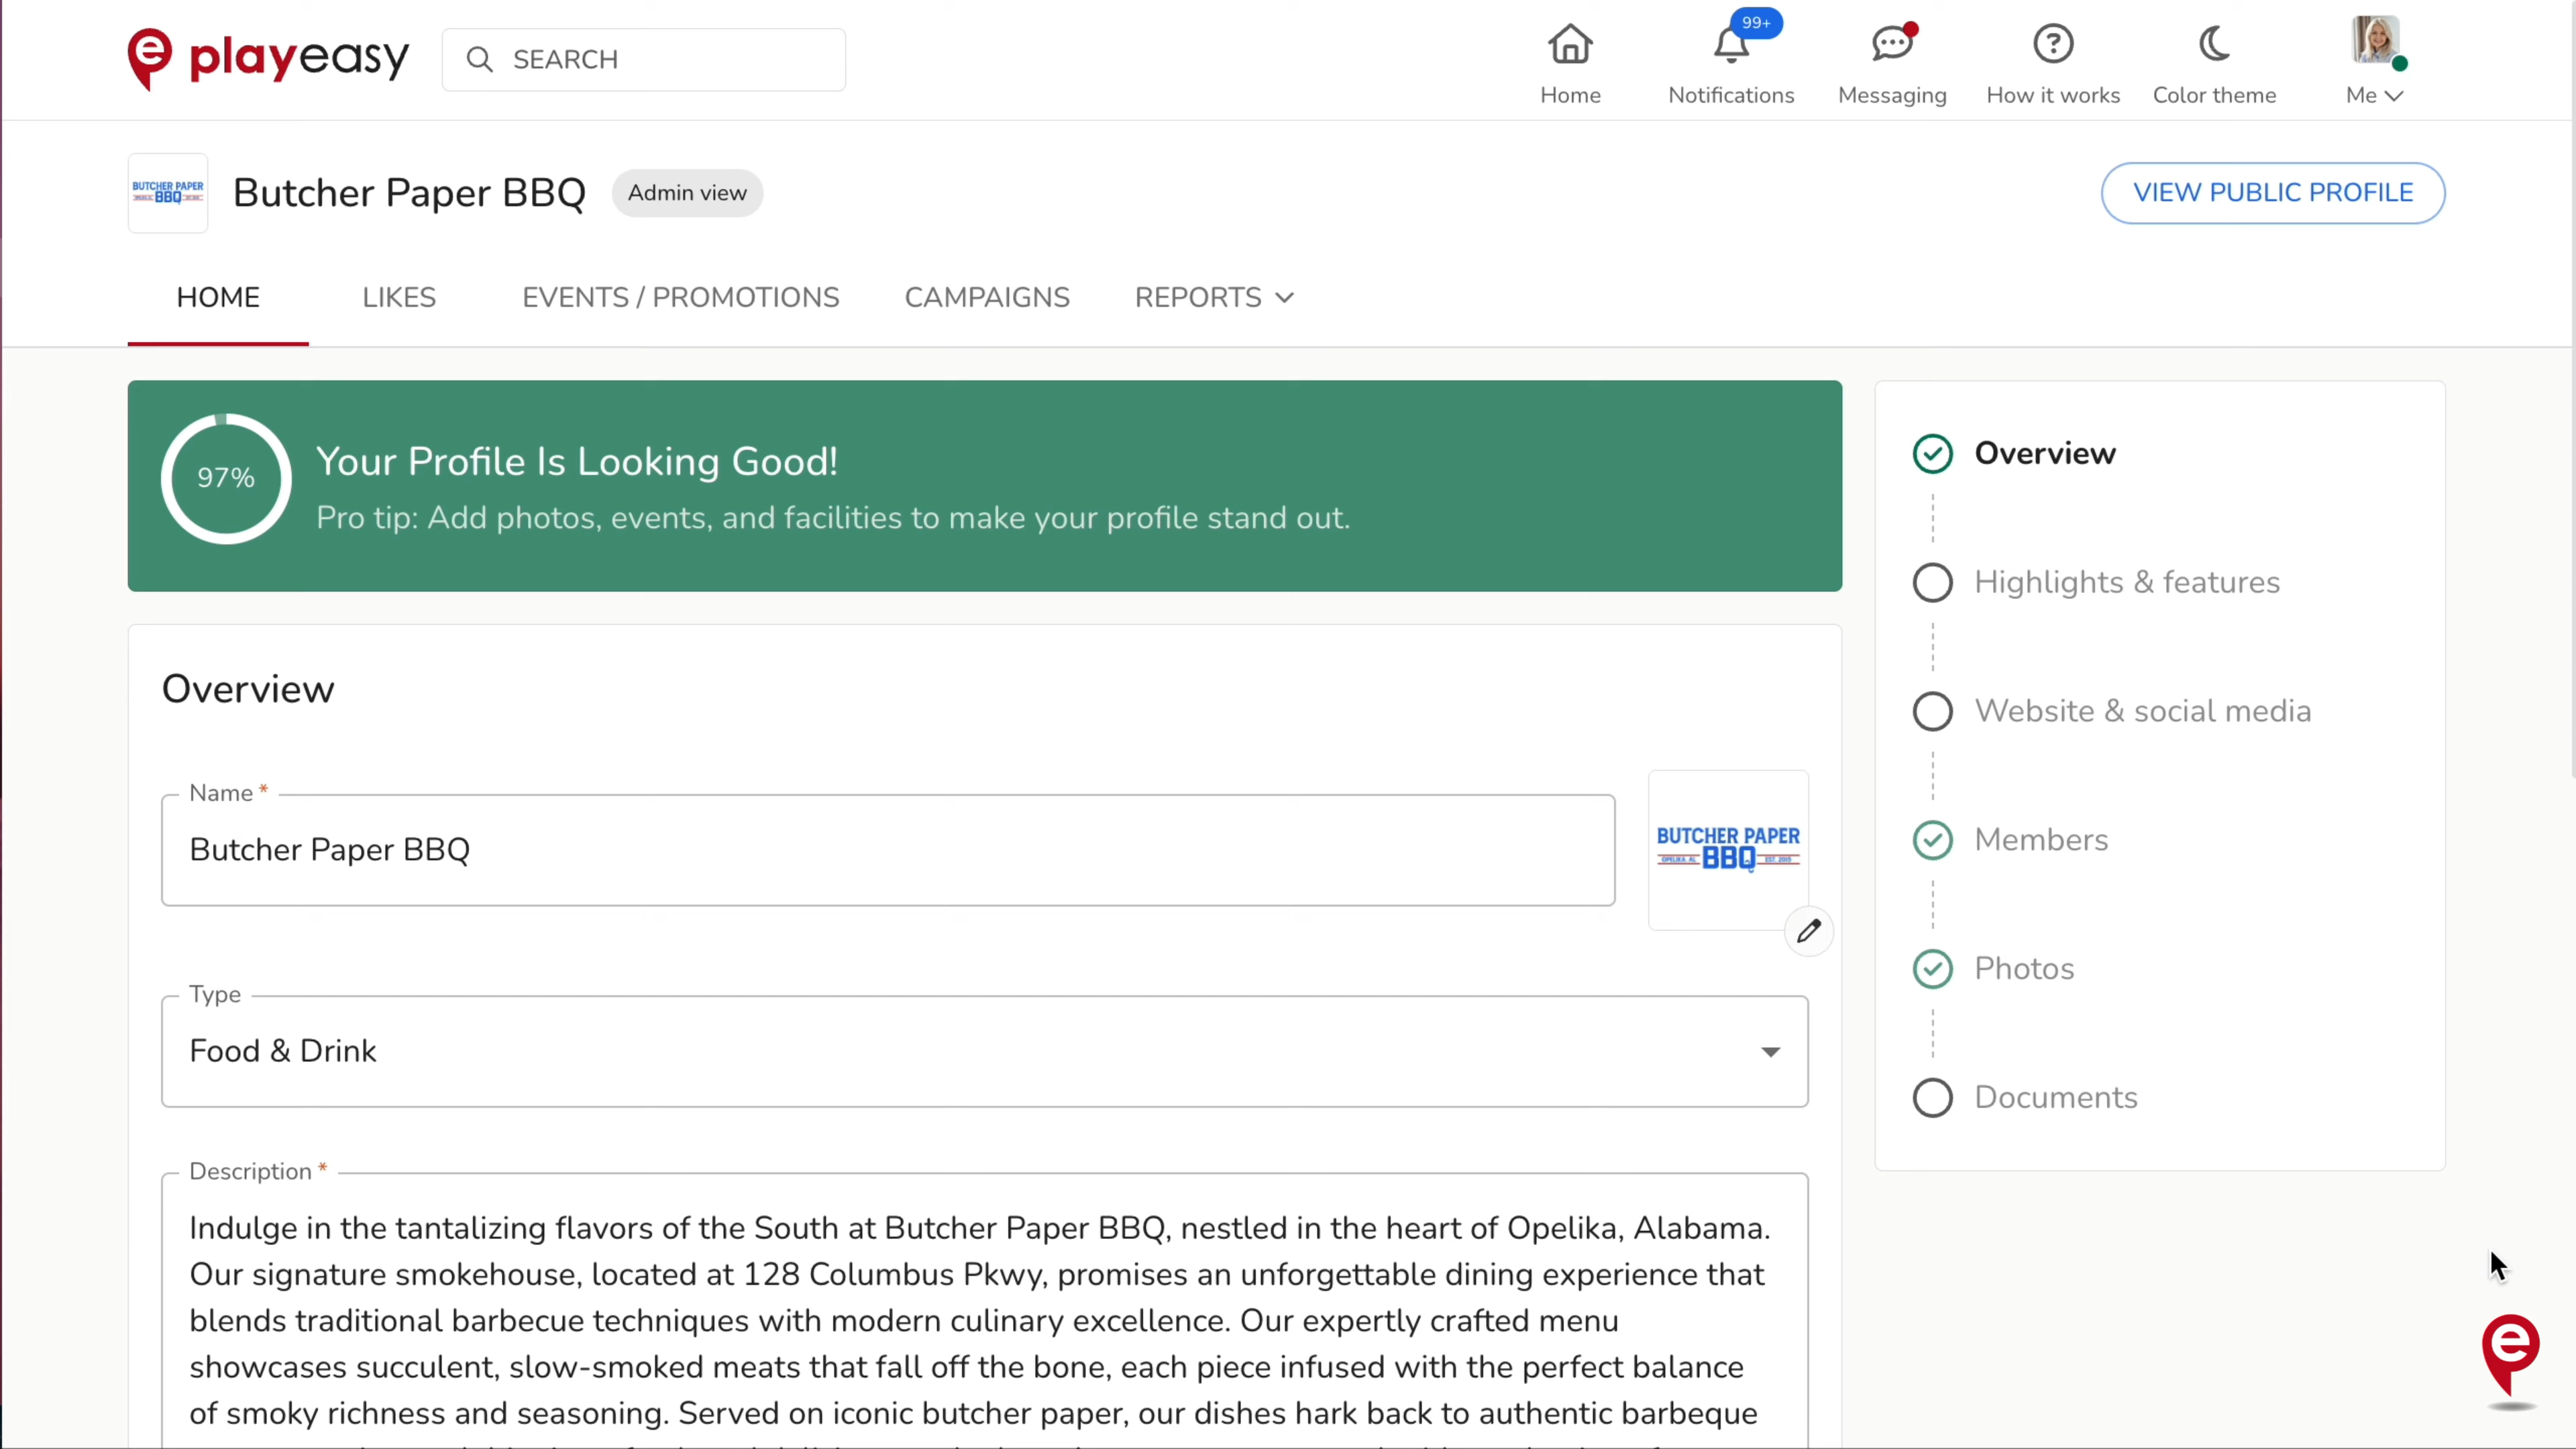 playeasy
SEARCH
99+
Home
Notifications
Messaging
How it works
Color theme
Me
BUTCHER PAPER
BBQ
Butcher Paper BBQ
Admin view
VIEW PUBLIC PROFILE
HOME
LIKES
EVENTS / PROMOTIONS
CAMPAIGNS
REPORTS
97%
Your Profile Is Looking Good!
Pro tip: Add photos, events, and facilities to make your profile stand out.
Overview
Highlights & features
Website & social media
Members
Photos
Documents
Overview
Name *
Butcher Paper BBQ
BUTCHER PAPER
OPELIKA, AL BBQ EST. 2015
Type
Food & Drink
Description *
Indulge in the tantalizing flavors of the South at Butcher Paper BBQ, nestled in the heart of Opelika, Alabama.
Our signature smokehouse, located at 128 Columbus Pkwy, promises an unforgettable dining experience that
blends traditional barbecue techniques with modern culinary excellence. Our expertly crafted menu
showcases succulent, slow-smoked meats that fall off the bone, each piece infused with the perfect balance
of smoky richness and seasoning. Served on iconic butcher paper, our dishes hark back to authentic barbeque